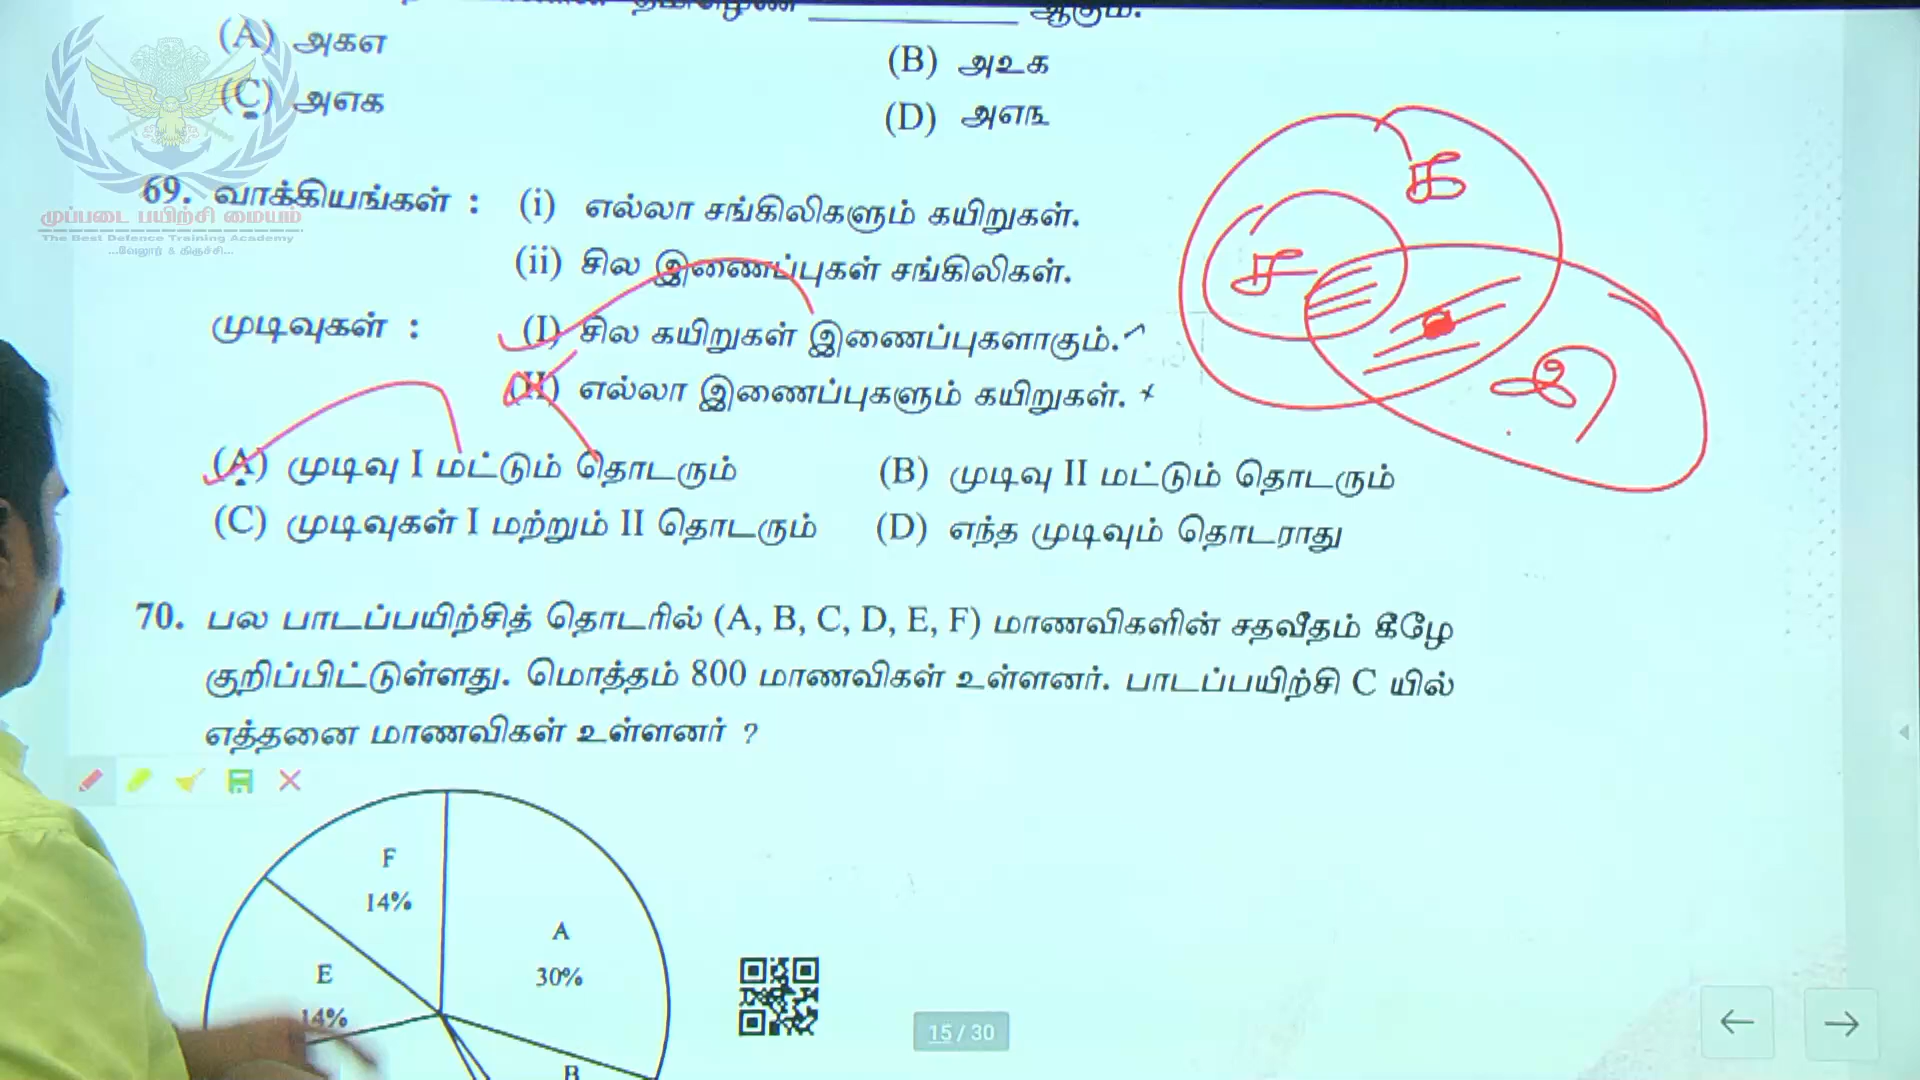 ஆகும்.
(A) அகஎ
(B) அஉக
(C) அஎக
(D) அஎந
முப்படை பயிற்சி மையம்
The Best Defence Training Academy
...வேலூர் & திருச்சி...
69. வாக்கியங்கள் : (i) எல்லா சங்கிலிகளும் கயிறுகள்.
(ii) சில இணைப்புகள் சங்கிலிகள்.
முடிவுகள் : (I) சில கயிறுகள் இணைப்புகளாகும்.
(II) எல்லா இணைப்புகளும் கயிறுகள்.
க
ச
இ
(A) முடிவு I மட்டும் தொடரும்
(B) முடிவு II மட்டும் தொடரும்
(C) முடிவுகள் I மற்றும் II தொடரும்
(D) எந்த முடிவும் தொடராது
70. பல பாடப்பயிற்சித் தொடரில் (A, B, C, D, E, F) மாணவிகளின் சதவீதம் கீழே
குறிப்பிட்டுள்ளது. மொத்தம் 800 மாணவிகள் உள்ளனர். பாடப்பயிற்சி C யில்
எத்தனை மாணவிகள் உள்ளனர் ?
F
14%
A
30%
E
14%
B
15 / 30